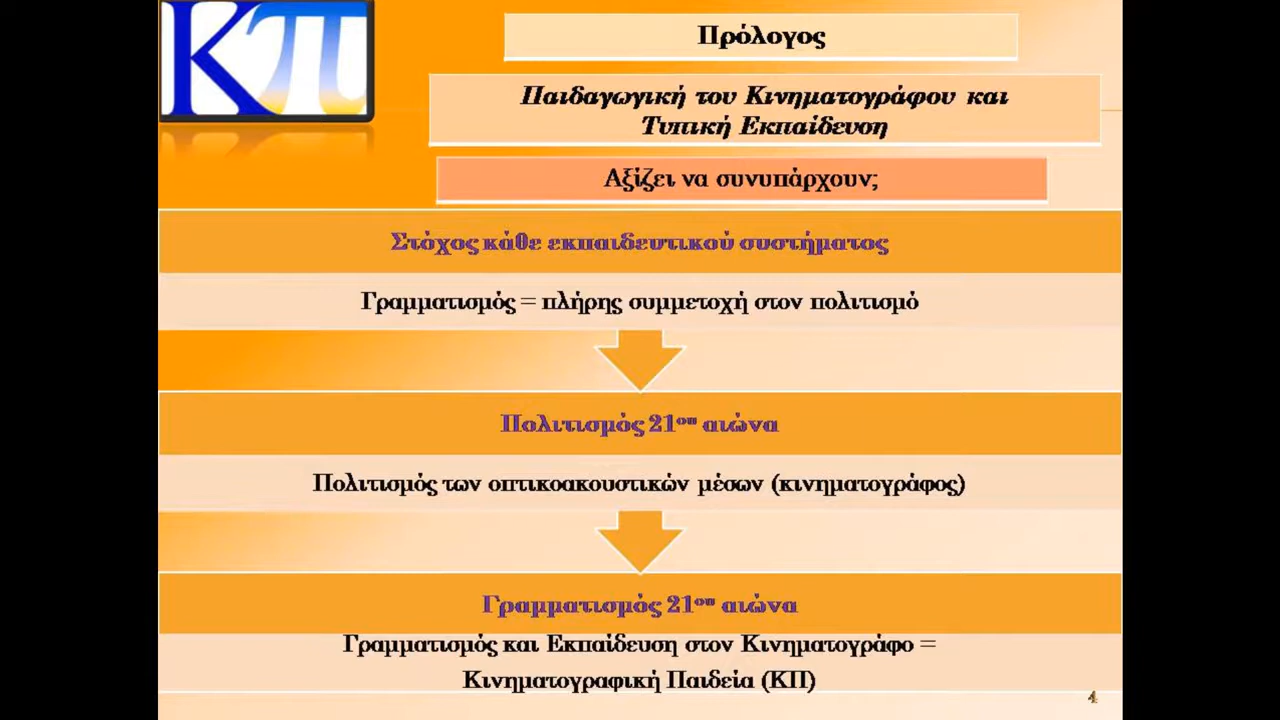 Κπ
Πρόλογος
Παιδαγωγική του Κινηματογράφου και
Τυπική Εκπαίδευση
Αξίζει να συνυπάρχουν;
Στόχος κάθε εκπαιδευτικού συστήματος
Γραμματισμός = πλήρης συμμετοχή στον πολιτισμό
Πολιτισμός 21ου αιώνα
Πολιτισμός των οπτικοακουστικών μέσων (κινηματογράφος)
Γραμματισμός 21ου αιώνα
Γραμματισμός και Εκπαίδευση στον Κινηματογράφο =
Κινηματογραφική Παιδεία (ΚΠ)
4